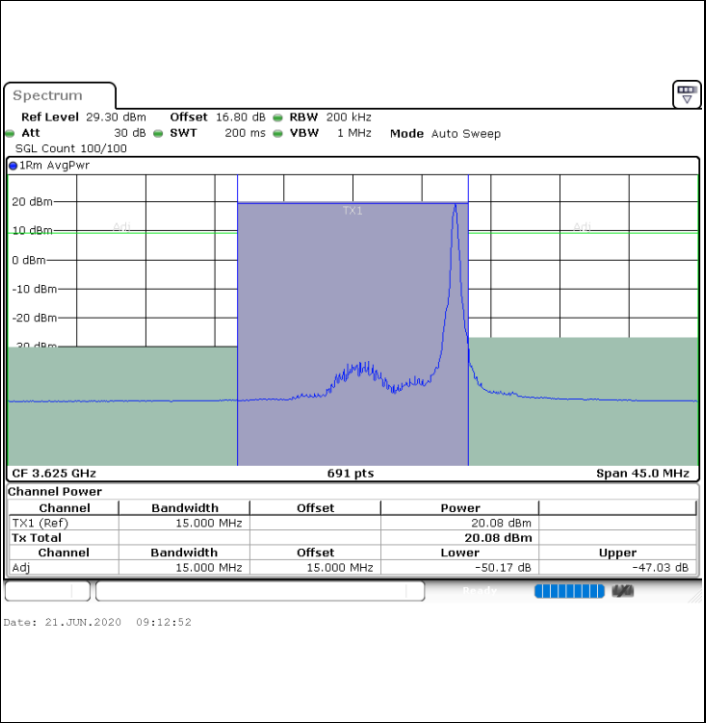 Spectrum
Ref Level 29.30 dBm Offset 16.80 dB RBW 200 kHz
Att 30 dB SWT 200 ms VBW 1 MHz Mode Auto Sweep
SGL Count 100/100
1Rm AvgPwr
20 dBm
TX1
Adj 10 dBm Adj
0 dBm
-10 dBm
-20 dBm
-30 dBm
CF 3.625 GHz 691 pts Span 45.0 MHz
Channel Power
Channel Bandwidth Offset Power
TX1 (Ref) 15.000 MHz 20.08 dBm
Tx Total 20.08 dBm
Channel Bandwidth Offset Lower Upper
Adj 15.000 MHz 15.000 MHz -50.17 dB -47.03 dB
Ready
Date: 21.JUN.2020 09:12:52